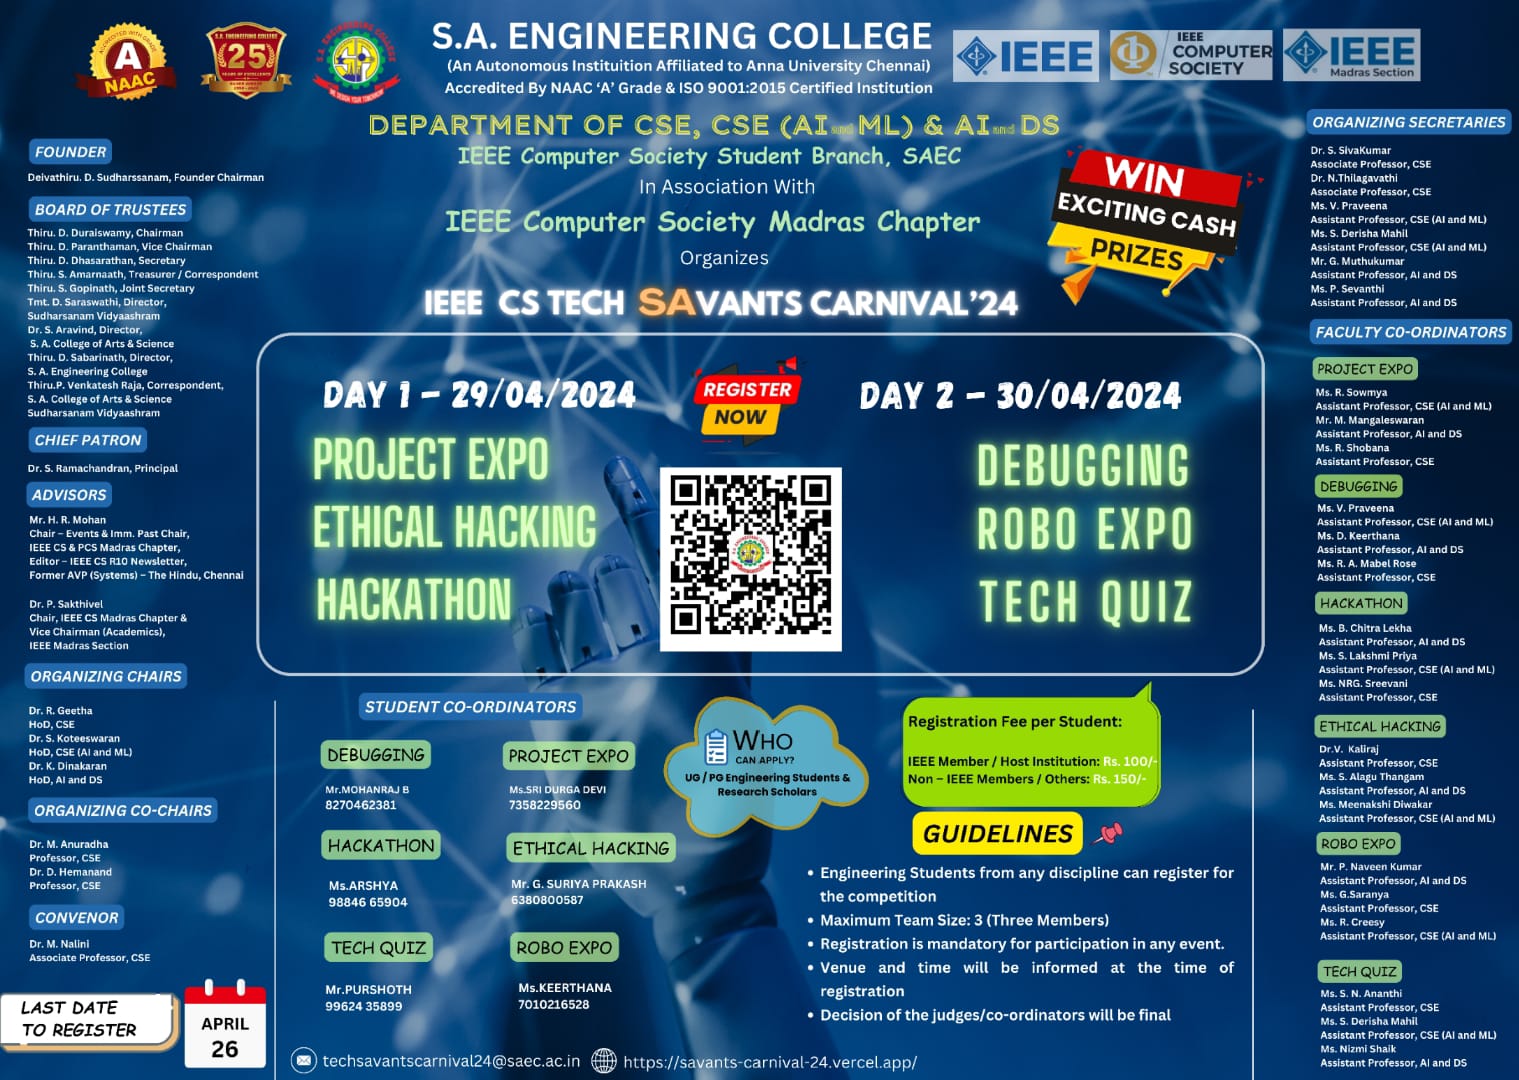 ACCREDITED WITH GRADE
A
NAAC
S.A. ENGINEERING COLLEGE
25
YEARS OF EXCELLENCE
S.A. ENGINEERING COLLEGE
S.A. ENGINEERING COLLEGE
(An Autonomous Instituition Affiliated to Anna University Chennai)
Accredited By NAAC ‘A’ Grade & ISO 9001:2015 Certified Institution
IEEE
IEEE
COMPUTER
SOCIETY
IEEE
Madras Section
DEPARTMENT OF CSE, CSE (AI and ML) & AI and DS
IEEE Computer Society Student Branch, SAEC
In Association With
IEEE Computer Society Madras Chapter
Organizes
IEEE CS TECH SAVANTS CARNIVAL’24
WIN
EXCITING CASH
PRIZES
FOUNDER
Deivathiru. D. Sudharssanam, Founder Chairman
BOARD OF TRUSTEES
Thiru. D. Duraiswamy, Chairman
Thiru. D. Paranthaman, Vice Chairman
Thiru. D. Dhasarathan, Secretary
Thiru. S. Amarnaath, Treasurer / Correspondent
Thiru. S. Gopinath, Joint Secretary
Tmt. D. Saraswathi, Director,
Sudharsanam Vidyaashram
Dr. S. Aravind, Director,
S. A. College of Arts & Science
Thiru. D. Sabarinath, Director,
S. A. Engineering College
Thiru.P. Venkatesh Raja, Correspondent,
S. A. College of Arts & Science
Sudharsanam Vidyaashram
CHIEF PATRON
Dr. S. Ramachandran, Principal
ADVISORS
Mr. H. R. Mohan
Chair – Events & Imm. Past Chair,
IEEE CS & PCS Madras Chapter,
Editor – IEEE CS R10 Newsletter,
Former AVP (Systems) – The Hindu, Chennai
Dr. P. Sakthivel
Chair, IEEE CS Madras Chapter &
Vice Chairman (Academics),
IEEE Madras Section
ORGANIZING CHAIRS
Dr. R. Geetha
HoD, CSE
Dr. S. Koteeswaran
HoD, CSE (AI and ML)
Dr. K. Dinakaran
HoD, AI and DS
ORGANIZING CO-CHAIRS
Dr. M. Anuradha
Professor, CSE
Dr. D. Hemanand
Professor, CSE
CONVENOR
Dr. M. Nalini
Associate Professor, CSE
LAST DATE
TO REGISTER
APRIL
26
DAY 1 – 29/04/2024
PROJECT EXPO
ETHICAL HACKING
HACKATHON
REGISTER
NOW
DAY 2 – 30/04/2024
DEBUGGING
ROBO EXPO
TECH QUIZ
STUDENT CO-ORDINATORS
DEBUGGING
Mr.MOHANRAJ B
8270462381
PROJECT EXPO
Ms.SRI DURGA DEVI
7358229560
HACKATHON
Ms.ARSHYA
98846 65904
ETHICAL HACKING
Mr. G. SURIYA PRAKASH
6380800587
TECH QUIZ
Mr.PURSHOTH
99624 35899
ROBO EXPO
Ms.KEERTHANA
7010216528
WHO
CAN APPLY?
UG / PG Engineering Students &
Research Scholars
Registration Fee per Student:
IEEE Member / Host Institution: Rs. 100/-
Non – IEEE Members / Others: Rs. 150/-
GUIDELINES
• Engineering Students from any discipline can register for
the competition
• Maximum Team Size: 3 (Three Members)
• Registration is mandatory for participation in any event.
• Venue and time will be informed at the time of
registration
• Decision of the judges/co-ordinators will be final
techsavantscarnival24@saec.ac.in
https://savants-carnival-24.vercel.app/
ORGANIZING SECRETARIES
Dr. S. SivaKumar
Associate Professor, CSE
Dr. N.Thilagavathi
Associate Professor, CSE
Ms. V. Praveena
Assistant Professor, CSE (AI and ML)
Ms. S. Derisha Mahil
Assistant Professor, CSE (AI and ML)
Mr. G. Muthukumar
Assistant Professor, AI and DS
Ms. P. Sevanthi
Assistant Professor, AI and DS
FACULTY CO-ORDINATORS
PROJECT EXPO
Ms. R. Sowmya
Assistant Professor, CSE (AI and ML)
Mr. M. Mangaleswaran
Assistant Professor, AI and DS
Ms. R. Shobana
Assistant Professor, CSE
DEBUGGING
Ms. V. Praveena
Assistant Professor, CSE (AI and ML)
Ms. D. Keerthana
Assistant Professor, AI and DS
Ms. R. A. Mabel Rose
Assistant Professor, CSE
HACKATHON
Ms. B. Chitra Lekha
Assistant Professor, AI and DS
Ms. S. Lakshmi Priya
Assistant Professor, CSE (AI and ML)
Ms. NRG. Sreevani
Assistant Professor, CSE
ETHICAL HACKING
Dr.V. Kaliraj
Assistant Professor, CSE
Ms. S. Alagu Thangam
Assistant Professor, AI and DS
Ms. Meenakshi Diwakar
Assistant Professor, CSE (AI and ML)
ROBO EXPO
Mr. P. Naveen Kumar
Assistant Professor, AI and DS
Ms. G.Saranya
Assistant Professor, CSE
Ms. R. Creesy
Assistant Professor, CSE (AI and ML)
TECH QUIZ
Ms. S. N. Ananthi
Assistant Professor, CSE
Ms. S. Derisha Mahil
Assistant Professor, CSE (AI and ML)
Ms. Nizmi Shaik
Assistant Professor, AI and DS